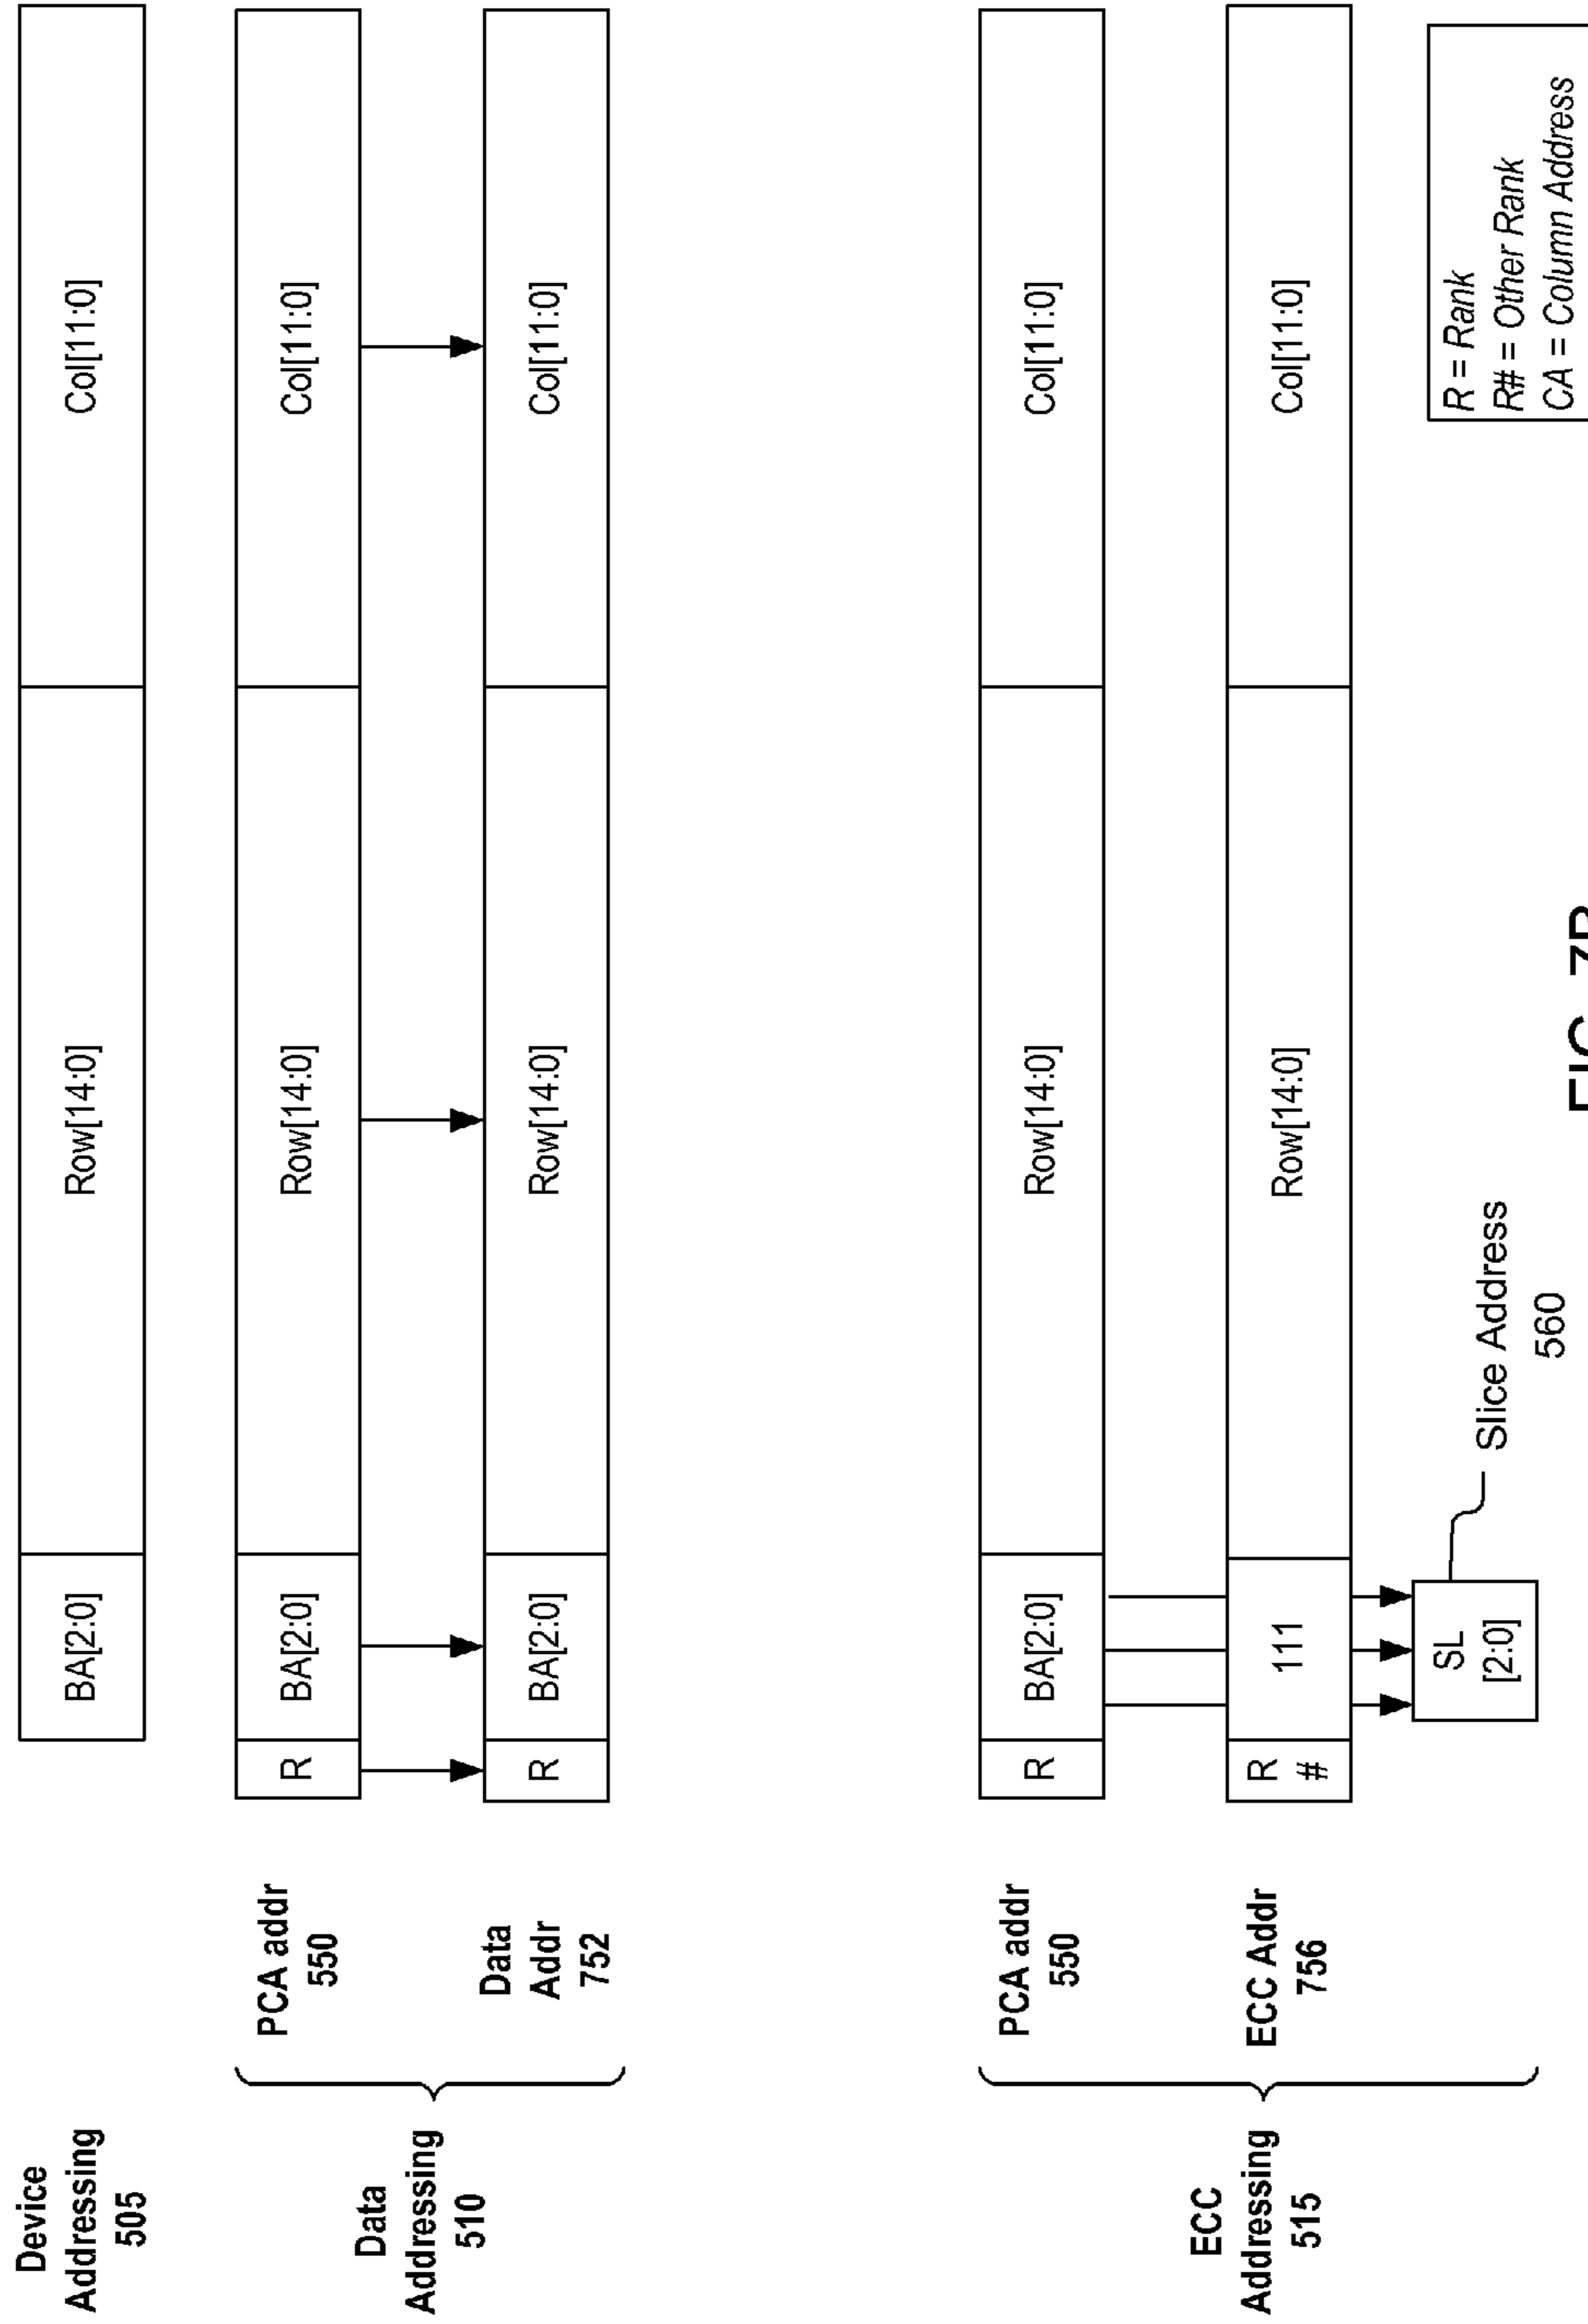 Device
Addressing
505
BA[2:0]
Row[14:0]
Col[11:0]
Data
Addressing
510
PCA addr
550
R
BA[2:0]
Row[14:0]
Col[11:0]
Data
Addr
752
R
BA[2:0]
Row[14:0]
Col[11:0]
ECC
Addressing
515
PCA addr
550
R
BA[2:0]
Row[14:0]
Col[11:0]
ECC Addr
756
R
#
111
Row[14:0]
Col[11:0]
SL
[2:0]
Slice Address
560
R = Rank
R# = Other Rank
CA = Column Address
FIG. 7B